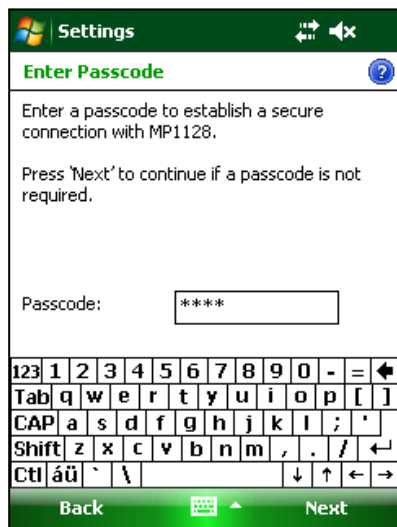 Settings
Enter Passcode
?
Enter a passcode to establish a secure
connection with MP1128.
Press 'Next' to continue if a passcode is not
required.
Passcode: ****
123 1 2 3 4 5 6 7 8 9 0 - =
Tab q w e r t y u i o p [ ]
CAP a s d f g h j k l ; '
Shift z x c v b n m , . / ↵
Ctl áü ` \ ↓ ↑ ← →
Back Next